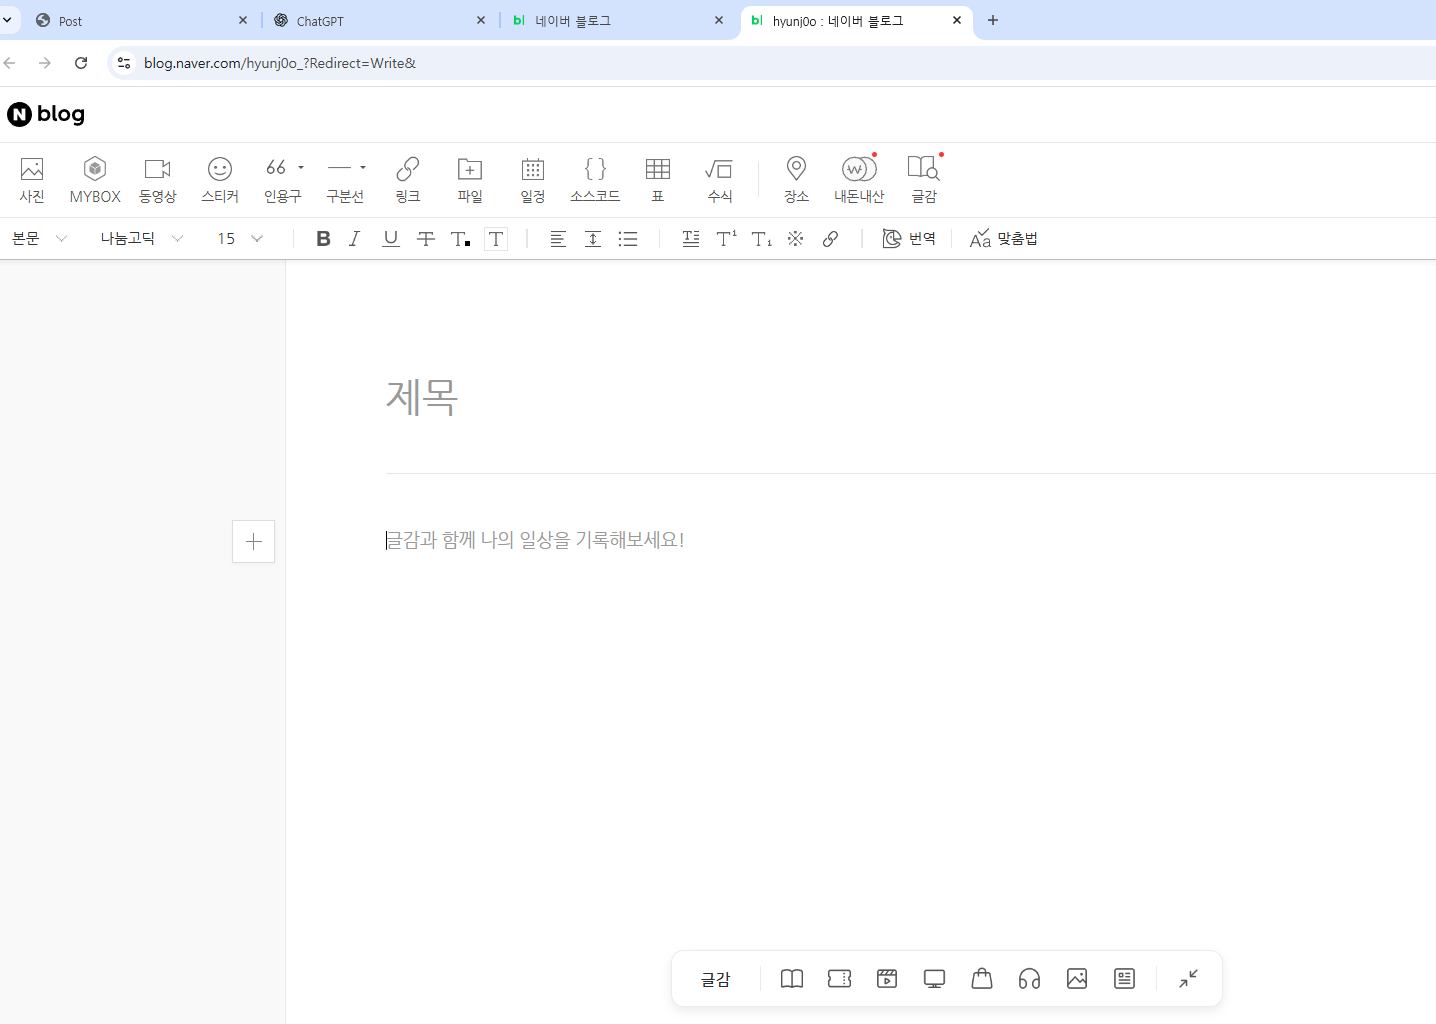 Post
ChatGPT
네이버 블로그
hyunj0o : 네이버 블로그
blog.naver.com/hyunj0o_?Redirect=Write&
N blog
사진 MYBOX 동영상 스티커 인용구 구분선 링크 파일 일정 소스코드 표 수식 장소 내돈내산 글감
본문 나눔고딕 15 B I U T T T T¹ T₁ 번역 맞춤법
제목
글감과 함께 나의 일상을 기록해보세요!
글감